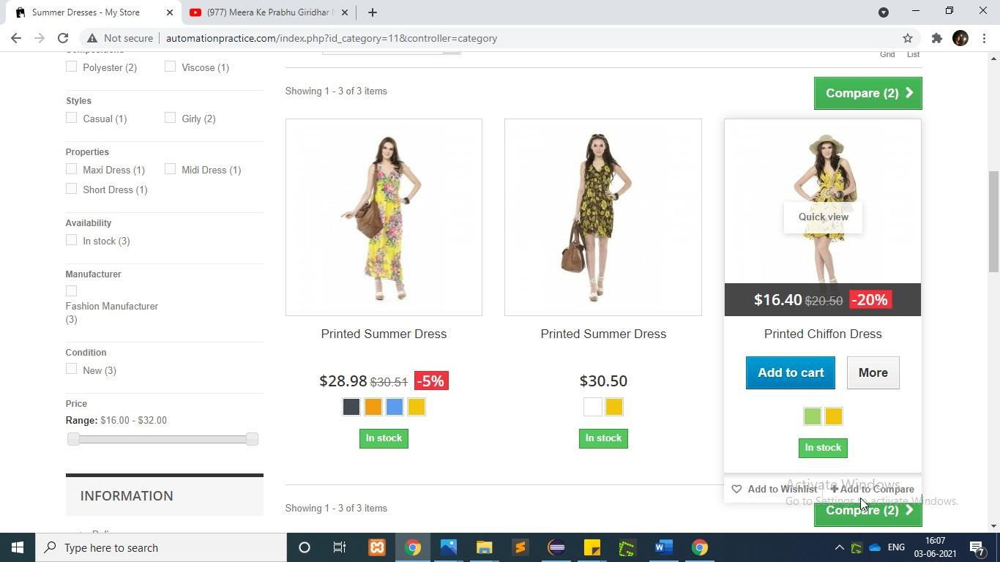 Summer Dresses - My Store
(977) Meera Ke Prabhu Giridhar
Not secure
automationpractice.com/index.php?id_category=11&controller=category
Grid List
Polyester (2) Viscose (1)
Showing 1 - 3 of 3 items
Compare (2)
Styles
Casual (1) Girly (2)
Properties
Maxi Dress (1) Midi Dress (1)
Short Dress (1)
Availability
In stock (3)
Manufacturer
Fashion Manufacturer
(3)
Condition
New (3)
Price
Range: $16.00 - $32.00
INFORMATION
Printed Summer Dress
$28.98 $30.51 -5%
In stock
Printed Summer Dress
$30.50
In stock
Quick view
$16.40 $20.50 -20%
Printed Chiffon Dress
Add to cart More
In stock
Add to Wishlist Add to Compare
Showing 1 - 3 of 3 items
Compare (2)
Activate Windows
Go to Settings to activate Windows.
Type here to search
ENG
16:07
03-06-2021
7